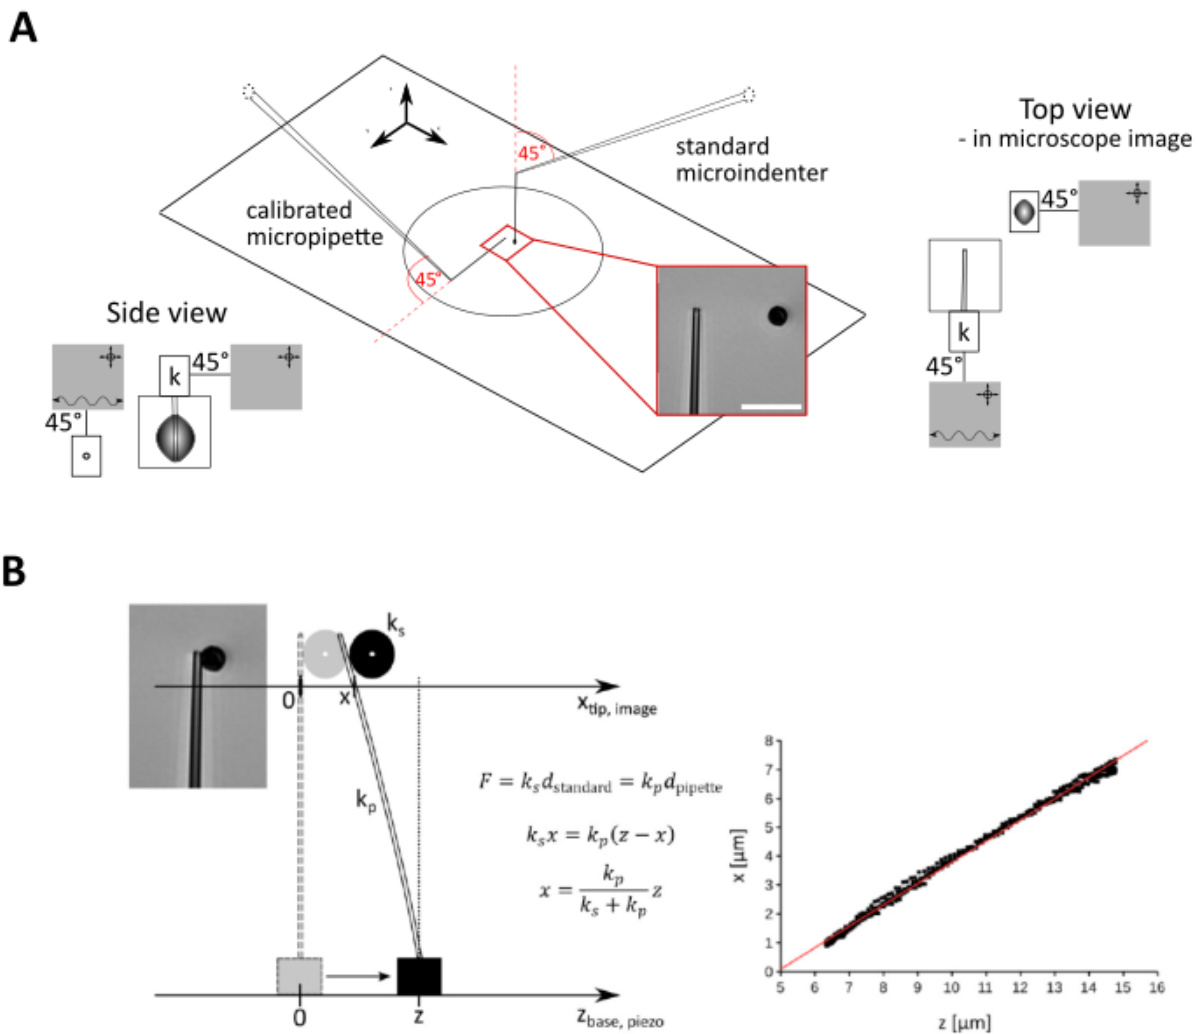 A
45°
standard
microindenter
calibrated
micropipette
45°
Side view
45°
k
45°
Top view
- in microscope image
45°
k
45°
B
k_s
0
x
x_tip, image
k_p
F = k_s d_standard = k_p d_pipette
k_s x = k_p(z − x)
x = k_p / (k_s + k_p) z
0
z
z_base, piezo
x [µm]
8
7
6
5
4
3
2
1
0
5 6 7 8 9 10 11 12 13 14 15 16
z [µm]